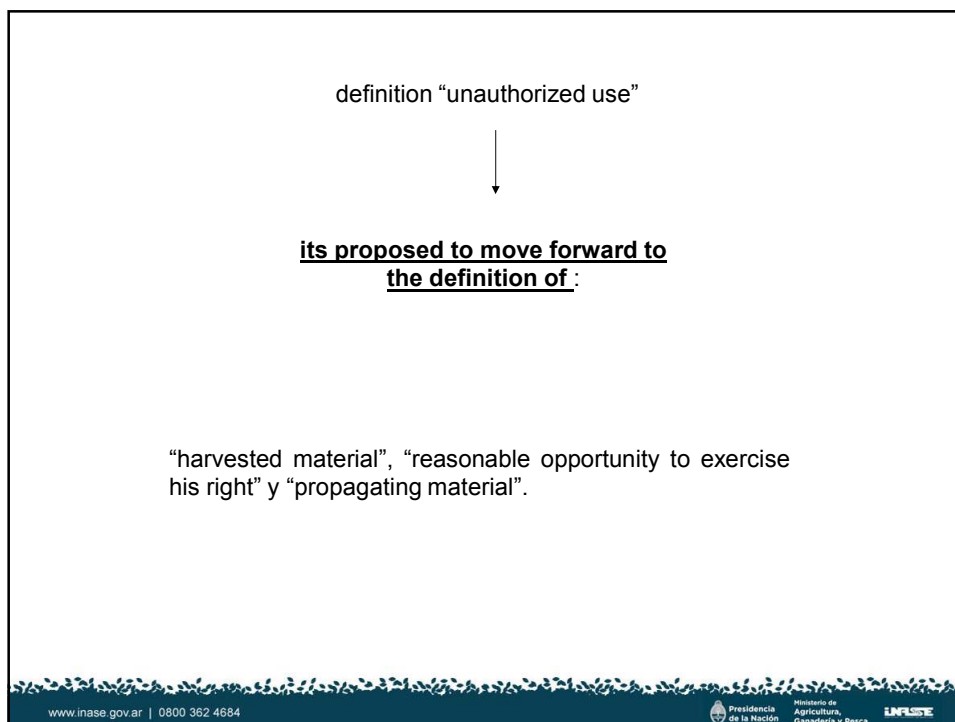 definition “unauthorized use”
its proposed to move forward to
the definition of :
“harvested material”, “reasonable opportunity to exercise
his right” y “propagating material”.
www.inase.gov.ar | 0800 362 4684
Presidencia
de la Nación
Ministerio de
Agricultura,
Ganadería y Pesca
INASE